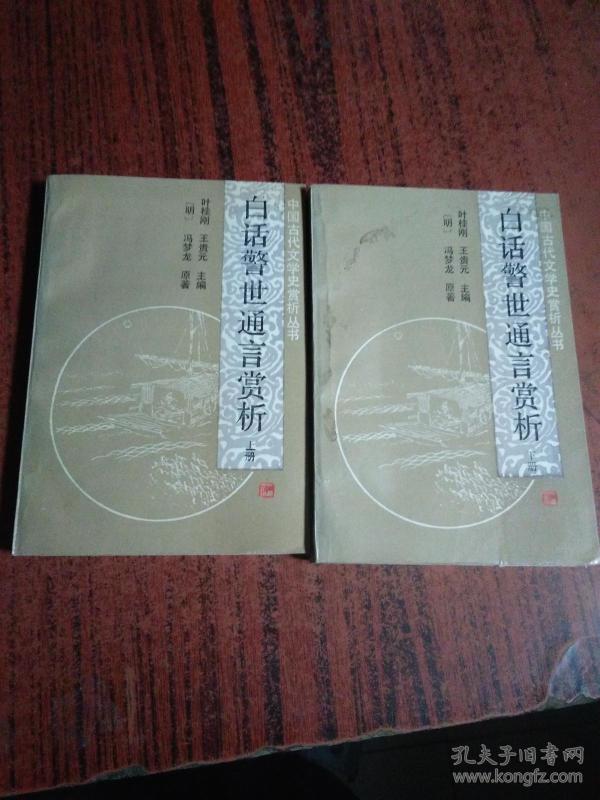 中国古代文学史赏析丛书
白话警世通言赏析 上册
叶桂刚 王贵元 主编
[明] 冯梦龙 原著
中国古代文学史赏析丛书
白话警世通言赏析 下册
叶桂刚 王贵元 主编
[明] 冯梦龙 原著
孔夫子旧书网
www.kongfz.com